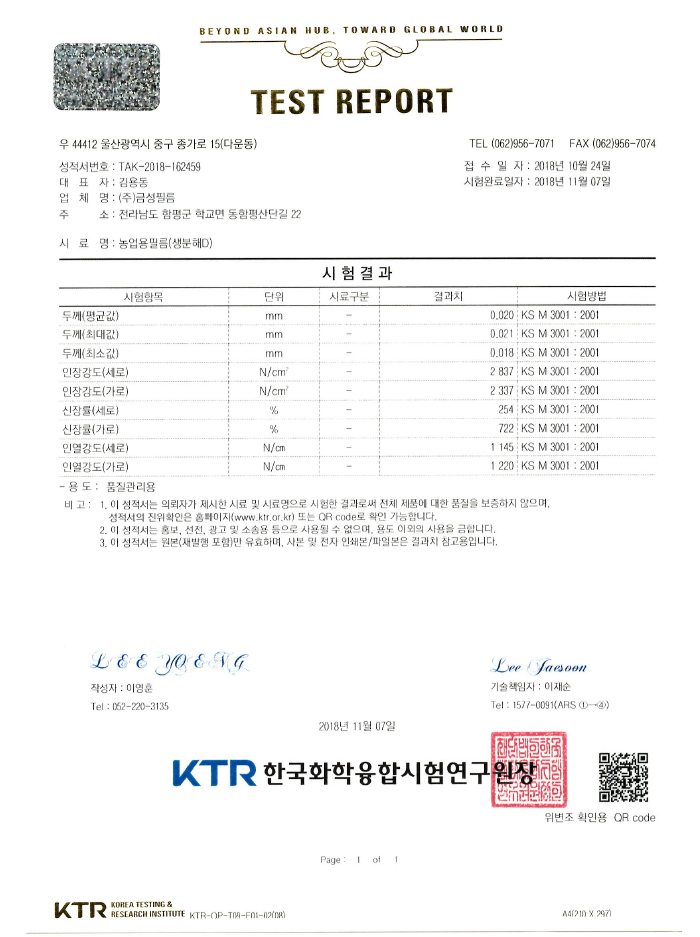 BEYOND ASIAN HUB, TOWARD GLOBAL WORLD
TEST REPORT
우 44412 울산광역시 중구 종가로 15(다운동)
TEL (062)956-7071 FAX (062)956-7074
성적서번호 : TAK-2018-162459
접 수 일 자 : 2018년 10월 24일
대 표 자 : 김용동
시험완료일자 : 2018년 11월 07일
업 체 명 : (주)금성필름
주 소 : 전라남도 함평군 학교면 동함평산단길 22
시 료 명 : 농업용필름(생분해D)
시 험 결 과
시험항목 단위 시료구분 결과치 시험방법
두께(평균값) mm - 0.020 KS M 3001 : 2001
두께(최대값) mm - 0.021 KS M 3001 : 2001
두께(최소값) mm - 0.018 KS M 3001 : 2001
인장강도(세로) N/cm² - 2 837 KS M 3001 : 2001
인장강도(가로) N/cm² - 2 337 KS M 3001 : 2001
신장률(세로) % - 254 KS M 3001 : 2001
신장률(가로) % - 722 KS M 3001 : 2001
인열강도(세로) N/cm - 1 145 KS M 3001 : 2001
인열강도(가로) N/cm - 1 220 KS M 3001 : 2001
- 용 도 : 품질관리용
비 고 : 1. 이 성적서는 의뢰자가 제시한 시료 및 시료명으로 시험한 결과로써 전체 제품에 대한 품질을 보증하지 않으며,
성적서의 진위확인은 홈페이지(www.ktr.or.kr) 또는 QR code로 확인 가능합니다.
2. 이 성적서는 홍보, 선전, 광고 및 소송용 등으로 사용될 수 없으며, 용도 이외의 사용을 금합니다.
3. 이 성적서는 원본(재발행 포함)만 유효하며, 사본 및 전자 인쇄본/파일본은 결과치 참고용입니다.
LEE YOENG
Lee Jaesoon
작성자 : 이영훈
기술책임자 : 이재순
Tel : 052-220-3135
Tel : 1577-0091(ARS ①→④)
2018년 11월 07일
KTR 한국화학융합시험연구원장
위변조 확인용 QR code
Page : 1 of 1
KTR KOREA TESTING &
RESEARCH INSTITUTE KTR-OP-T09-F01-02(08)
A4(210 X 297)